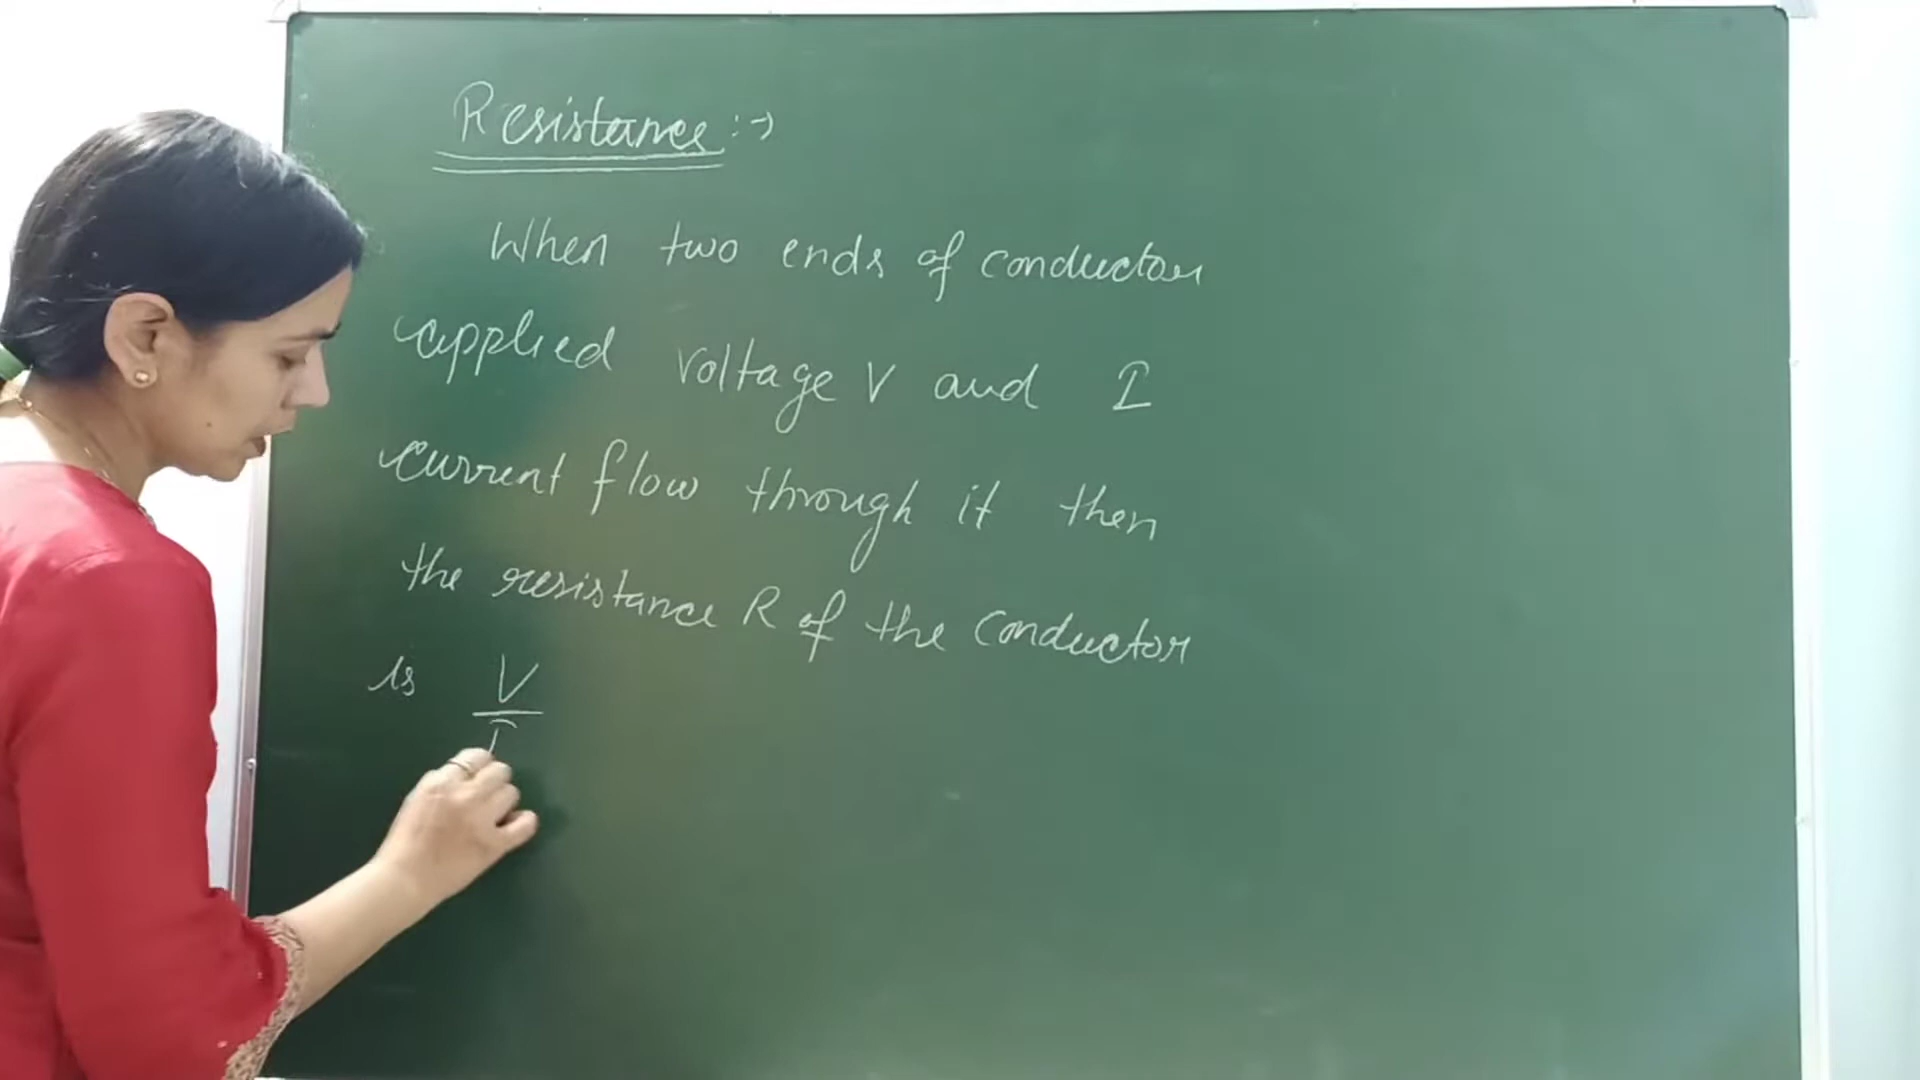 Resistance :→
When two ends of conductor
applied voltage V and I
current flow through it then
the resistance R of the conductor
is V
I